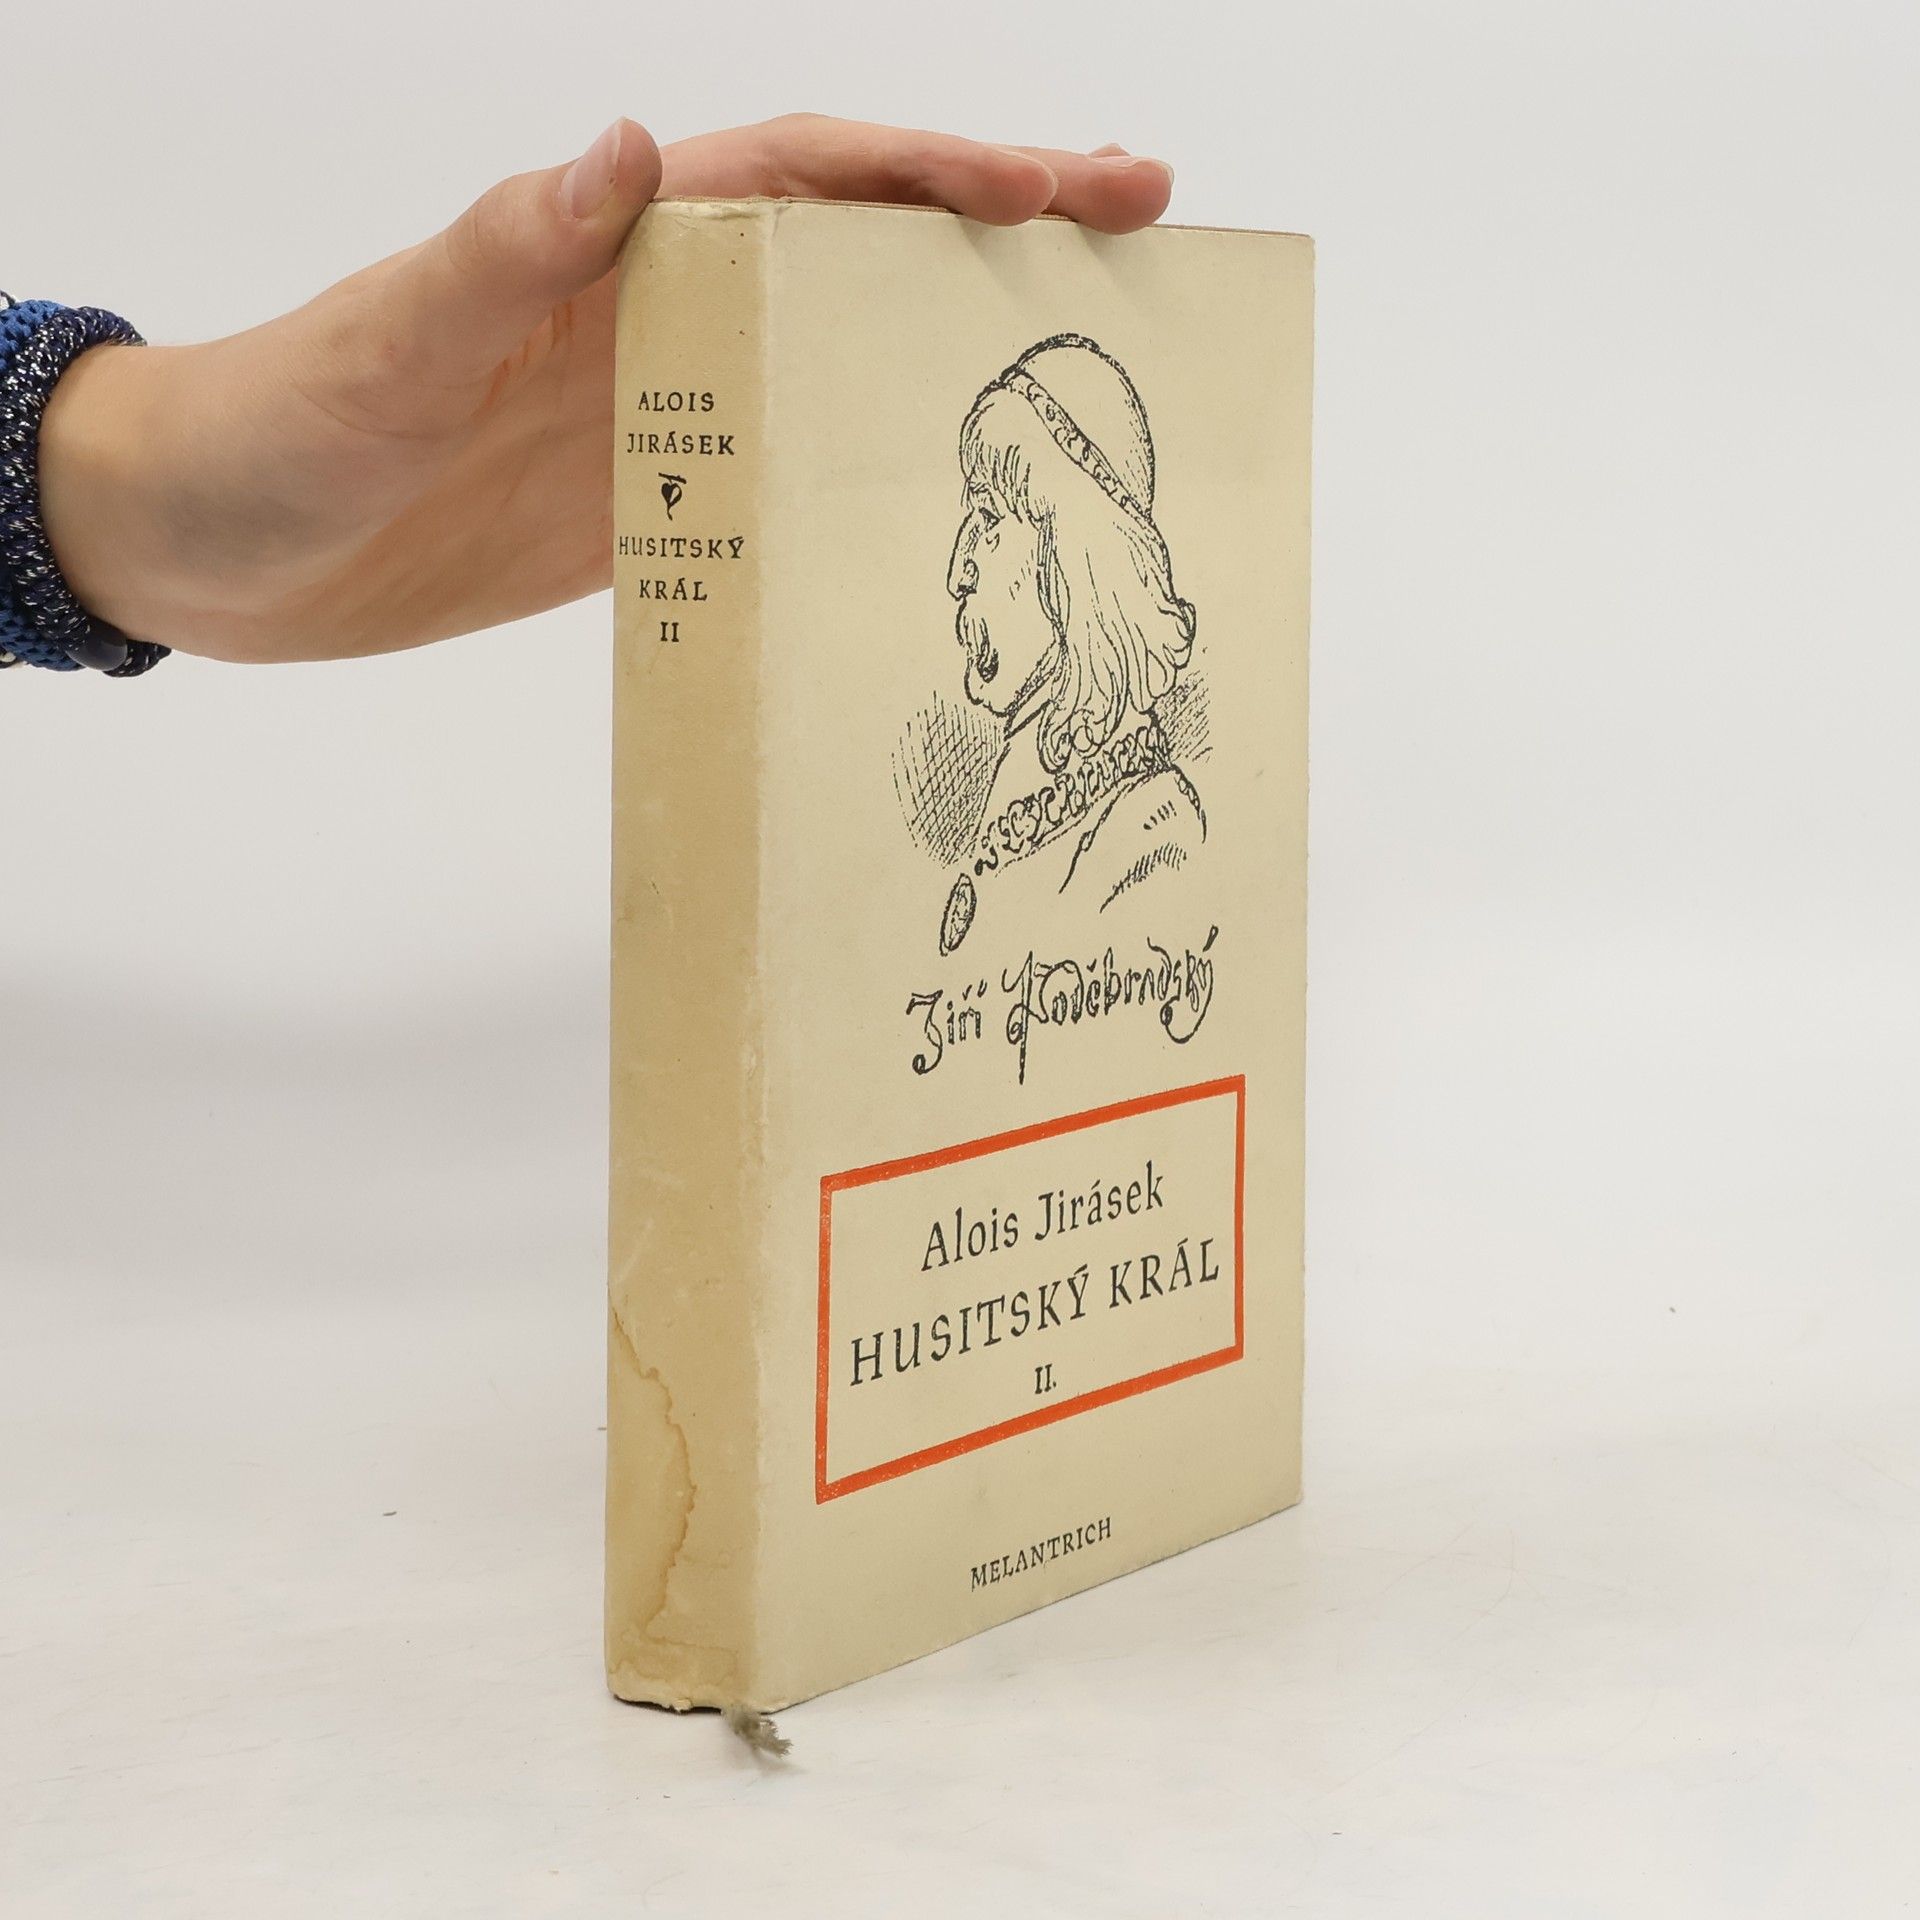 ALOIS
JIRÁSEK
HUSITSKÝ
KRÁL
II
Jiří Poděbradský
Alois Jirásek
HUSITSKÝ KRÁL
II.
MELANTRICH